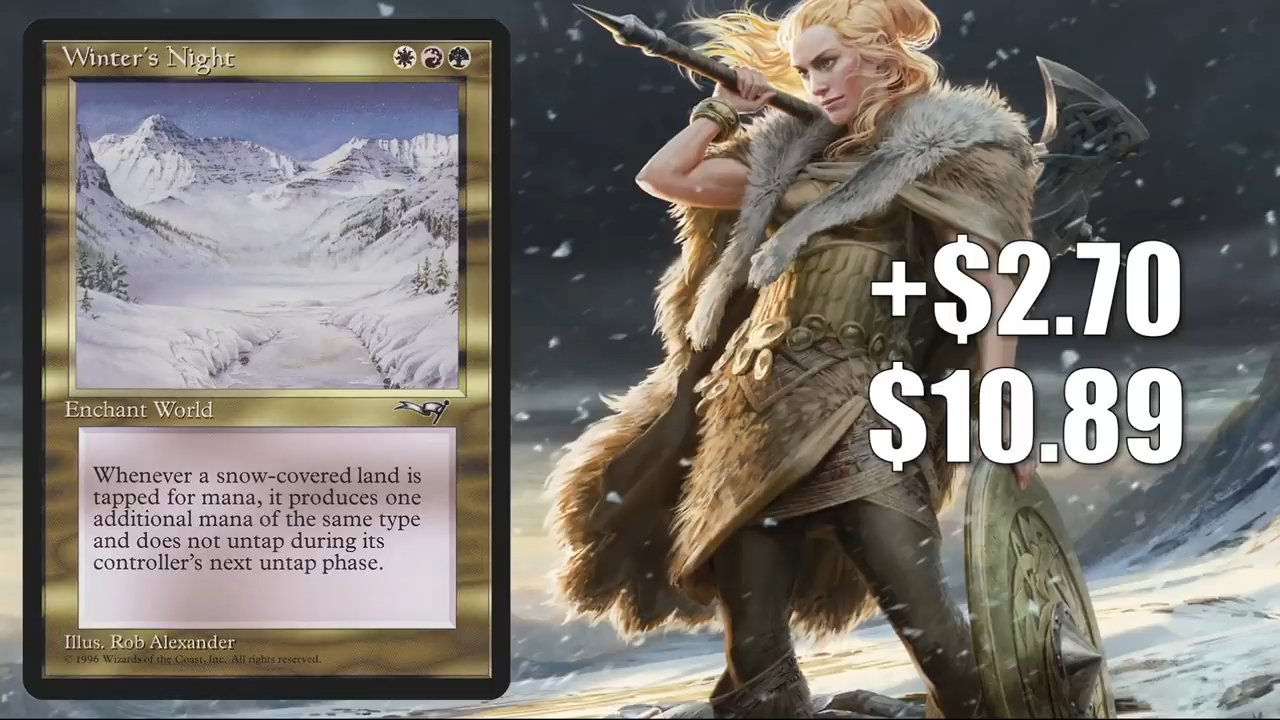 Winter's Night
Enchant World
Whenever a snow-covered land is
tapped for mana, it produces one
additional mana of the same type
and does not untap during its
controller's next untap phase.
Illus. Rob Alexander
© 1996 Wizards of the Coast, Inc. All rights reserved.
+$2.70
$10.89